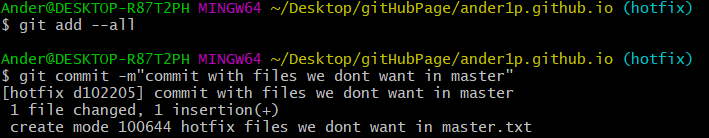 Ander@DESKTOP-R87T2PH MINGW64 ~/Desktop/gitHubPage/ander1p.github.io (hotfix)
$ git add --all
Ander@DESKTOP-R87T2PH MINGW64 ~/Desktop/gitHubPage/ander1p.github.io (hotfix)
$ git commit -m"commit with files we dont want in master"
[hotfix d102205] commit with files we dont want in master
 1 file changed, 1 insertion(+)
 create mode 100644 hotfix files we dont want in master.txt